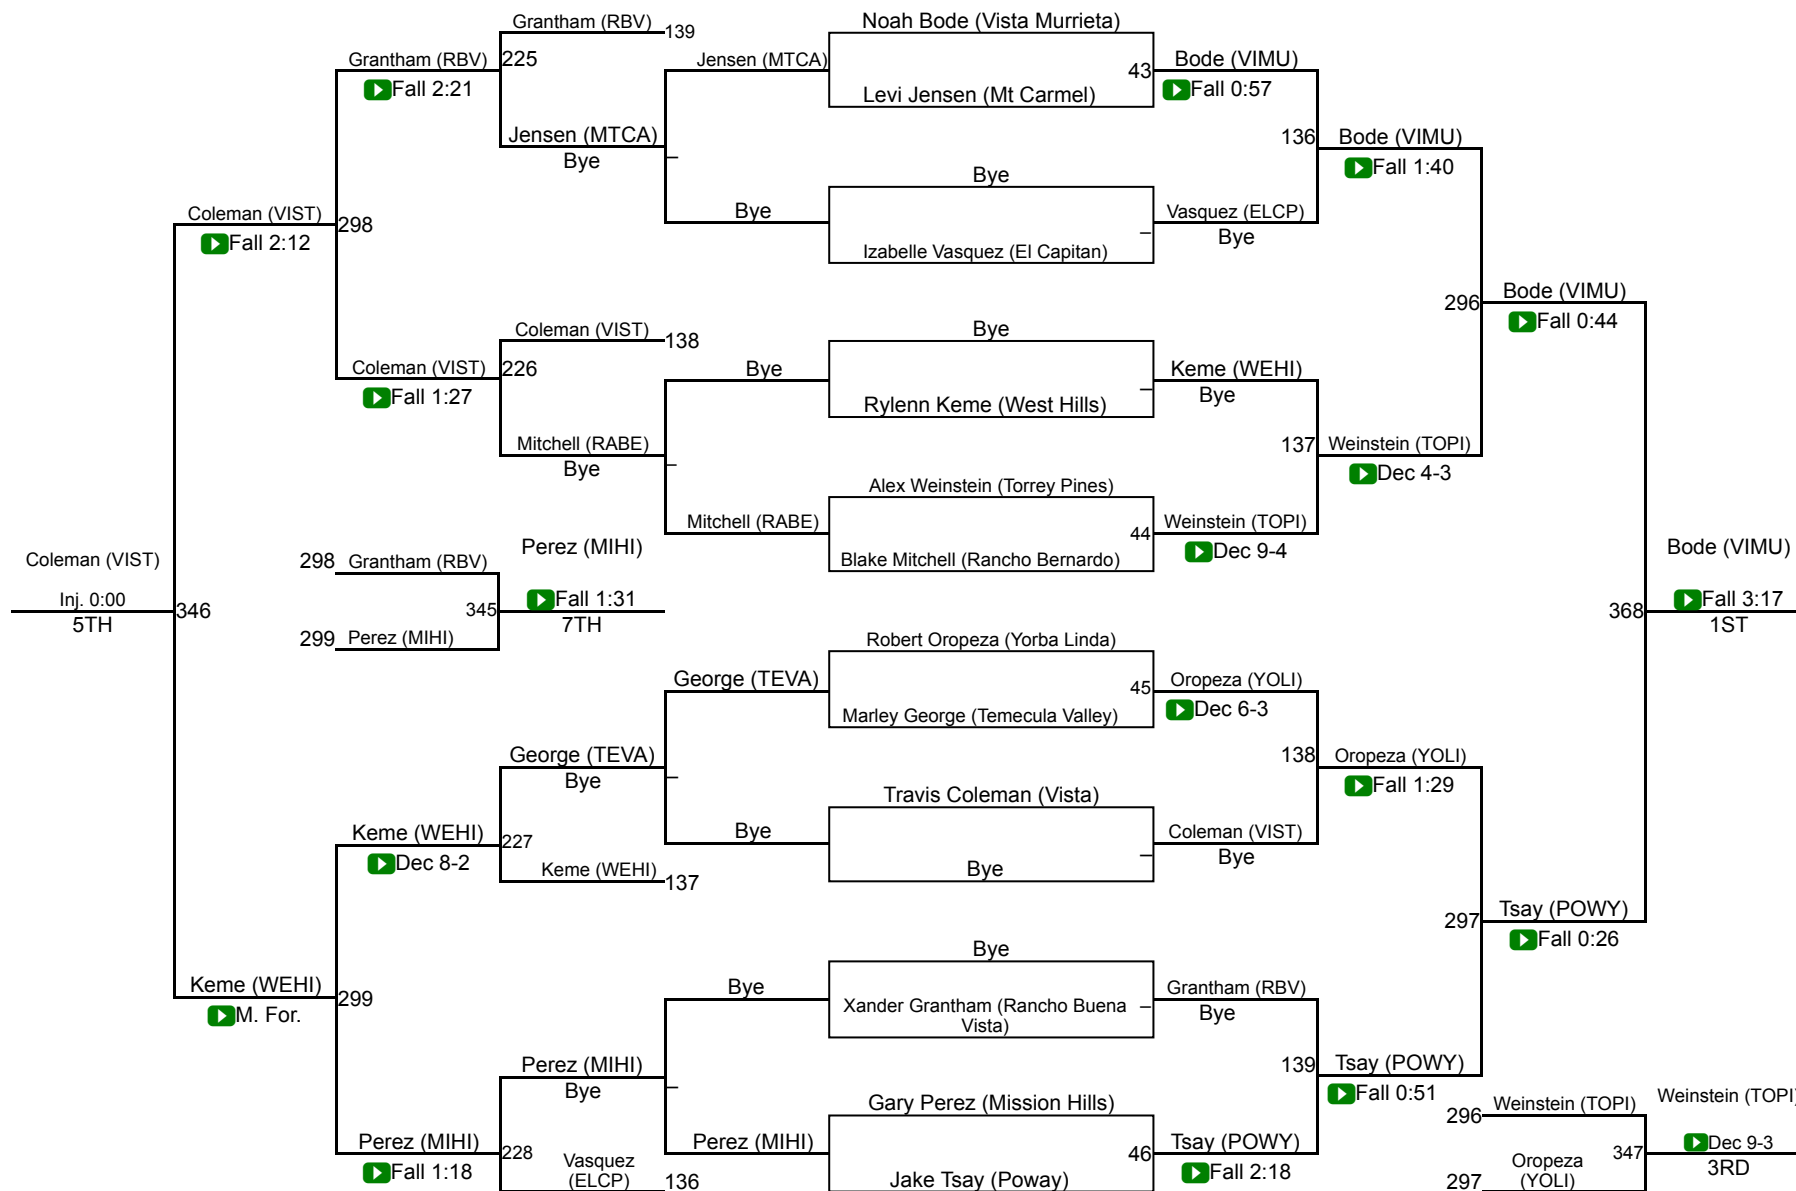 Grantham (RBV)
139
Noah Bode (Vista Murrieta)
Grantham (RBV)
225
Jensen (MTCA)
43
Bode (VIMU)
Fall 2:21
Levi Jensen (Mt Carmel)
Fall 0:57
Jensen (MTCA)
Bye
136
Bode (VIMU)
Fall 1:40
Bye
Coleman (VIST)
298
Bye
Vasquez (ELCP)
Fall 2:12
Izabelle Vasquez (El Capitan)
Bye
296
Bode (VIMU)
Fall 0:44
Coleman (VIST)
138
Bye
Coleman (VIST)
226
Bye
Keme (WEHI)
Fall 1:27
Rylenn Keme (West Hills)
Bye
Mitchell (RABE)
Bye
137
Weinstein (TOPI)
Dec 4-3
Alex Weinstein (Torrey Pines)
Mitchell (RABE)
44
Weinstein (TOPI)
Blake Mitchell (Rancho Bernardo)
Dec 9-4
Coleman (VIST)
298
Grantham (RBV)
Perez (MIHI)
Bode (VIMU)
Inj. 0:00
346
345
Fall 1:31
368
Fall 3:17
5TH
299
Perez (MIHI)
7TH
1ST
Robert Oropeza (Yorba Linda)
George (TEVA)
45
Oropeza (YOLI)
Marley George (Temecula Valley)
Dec 6-3
George (TEVA)
Bye
138
Oropeza (YOLI)
Fall 1:29
Travis Coleman (Vista)
Keme (WEHI)
227
Bye
Coleman (VIST)
Dec 8-2
Keme (WEHI)
137
Bye
Bye
297
Tsay (POWY)
Fall 0:26
Bye
Keme (WEHI)
299
Bye
Xander Grantham (Rancho Buena
Vista)
Grantham (RBV)
M. For.
Bye
Perez (MIHI)
Bye
139
Tsay (POWY)
Fall 0:51
Gary Perez (Mission Hills)
296
Weinstein (TOPI)
Weinstein (TOPI)
Perez (MIHI)
228
Perez (MIHI)
46
Tsay (POWY)
347
Dec 9-3
Fall 1:18
Vasquez
(ELCP)
136
Jake Tsay (Poway)
Fall 2:18
297
Oropeza
(YOLI)
3RD